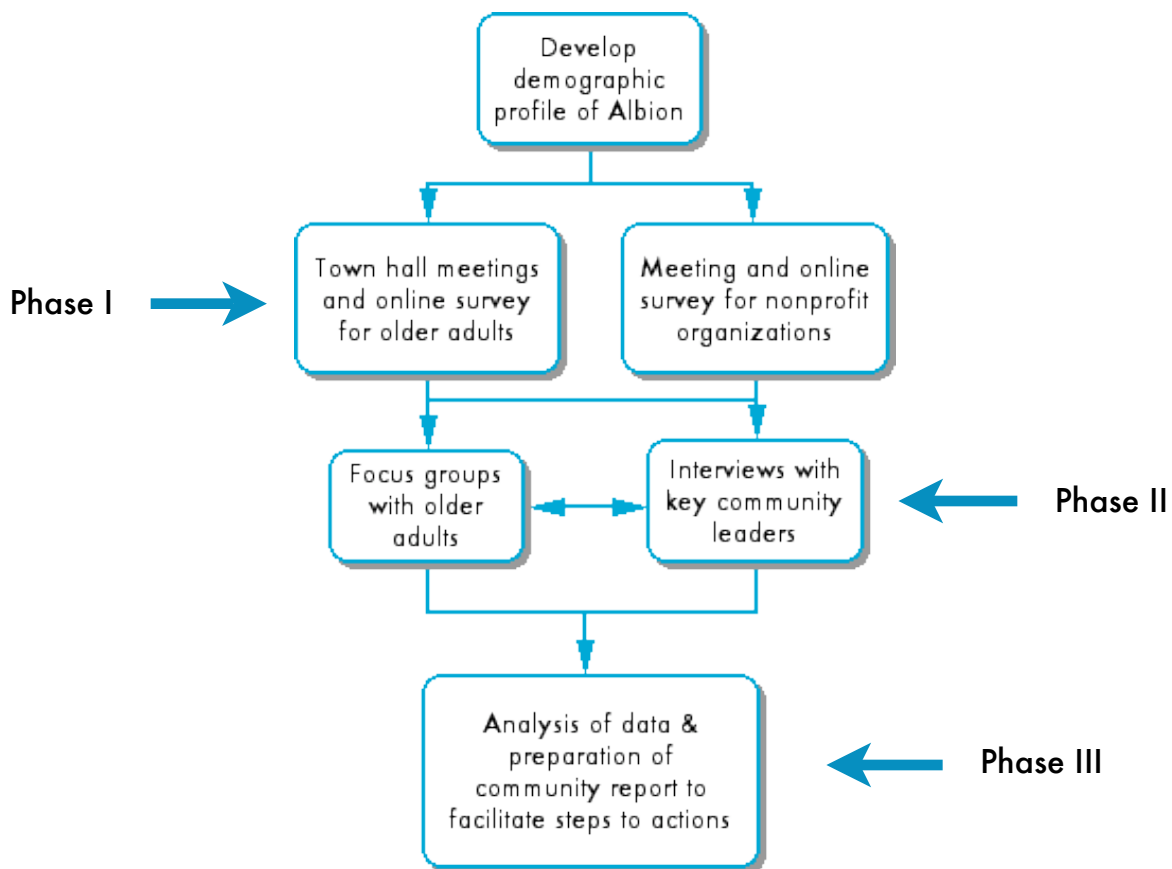 Develop
demographic
profile of Albion
Phase I
Town hall meetings
and online survey
for older adults
Meeting and online
survey for nonprofit
organizations
Focus groups
with older
adults
Interviews with
key community
leaders
Phase II
Analysis of data &
preparation of
community report to
facilitate steps to actions
Phase III